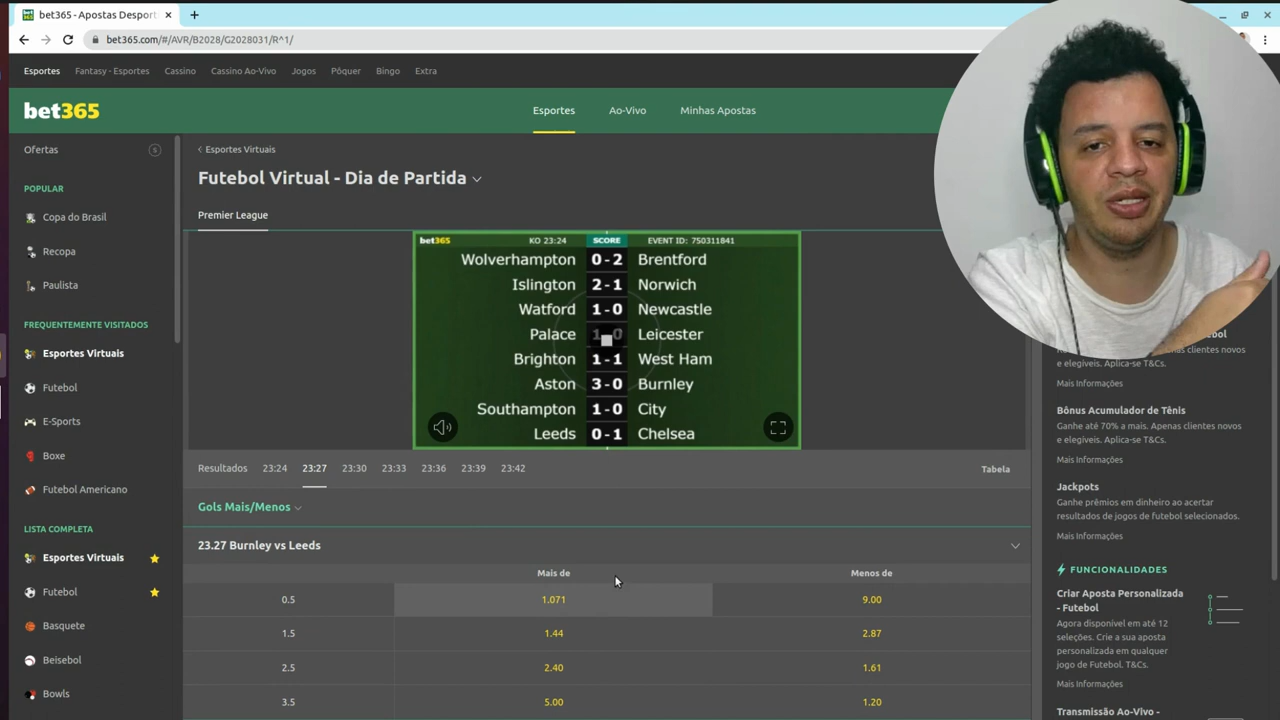 bet365 - Apostas Desport
bet365.com/#/AVR/B2028/G2028031/R^1/
Esportes Fantasy - Esportes Cassino Cassino Ao-Vivo Jogos Pôquer Bingo Extra
bet365
Esportes Ao-Vivo Minhas Apostas
Ofertas
POPULAR
Copa do Brasil
Recopa
Paulista
FREQUENTEMENTE VISITADOS
Esportes Virtuais
Futebol
E-Sports
Boxe
Futebol Americano
LISTA COMPLETA
Esportes Virtuais
Futebol
Basquete
Beisebol
Bowls
Esportes Virtuais
Futebol Virtual - Dia de Partida
Premier League
bet365 KO 23:24 SCORE EVENT ID: 750311841
Wolverhampton 0 - 2 Brentford
Islington 2 - 1 Norwich
Watford 1 - 0 Newcastle
Palace 1 0 Leicester
Brighton 1 - 1 West Ham
Aston 3 - 0 Burnley
Southampton 1 - 0 City
Leeds 0 - 1 Chelsea
Resultados 23:24 23:27 23:30 23:33 23:36 23:39 23:42 Tabela
Gols Mais/Menos
23.27 Burnley vs Leeds
Mais de Menos de
0.5 1.071 9.00
1.5 1.44 2.87
2.5 2.40 1.61
3.5 5.00 1.20
clientes novos
e elegíveis. Aplica-se T&Cs.
Mais Informações
Bônus Acumulador de Tênis
Ganhe até 70% a mais. Apenas clientes novos
e elegíveis. Aplica-se T&Cs.
Mais Informações
Jackpots
Ganhe prêmios em dinheiro ao acertar
resultados de jogos de futebol selecionados.
Mais Informações
FUNCIONALIDADES
Criar Aposta Personalizada
- Futebol
Agora disponível em até 12
seleções. Crie a sua aposta
personalizada em qualquer
jogo de Futebol. T&Cs.
Mais Informações
Transmissão Ao-Vivo -